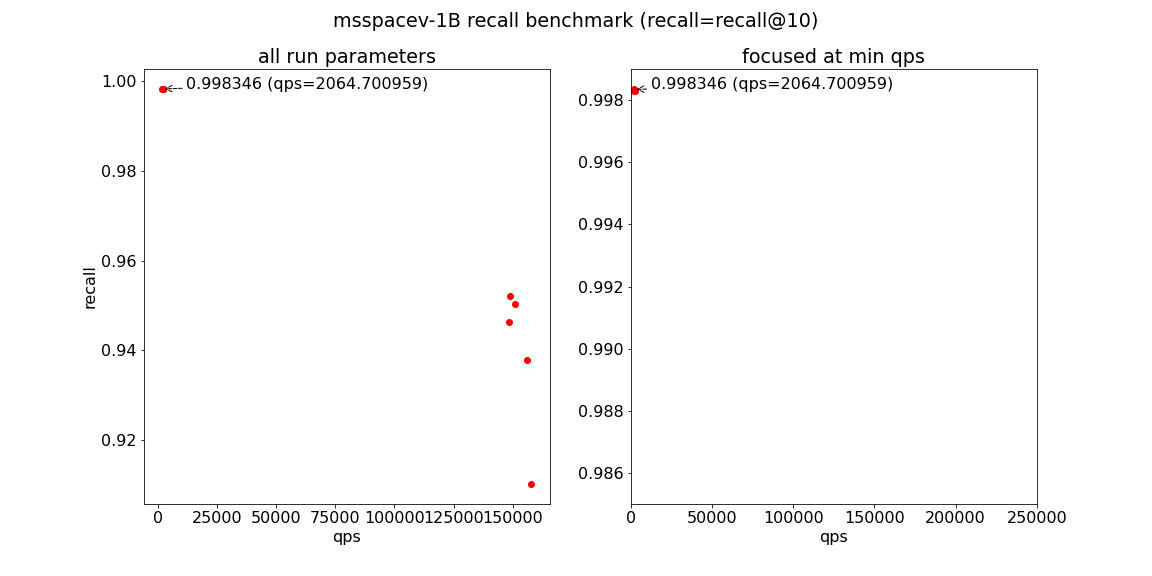 msspacev-1B recall benchmark (recall=recall@10)
all run parameters
0.998346 (qps=2064.700959)
1.00
0.98
0.96
0.94
0.92
recall
0 25000 50000 75000 100000 125000 150000
qps
focused at min qps
0.998346 (qps=2064.700959)
0.998
0.996
0.994
0.992
0.990
0.988
0.986
0 50000 100000 150000 200000 250000
qps